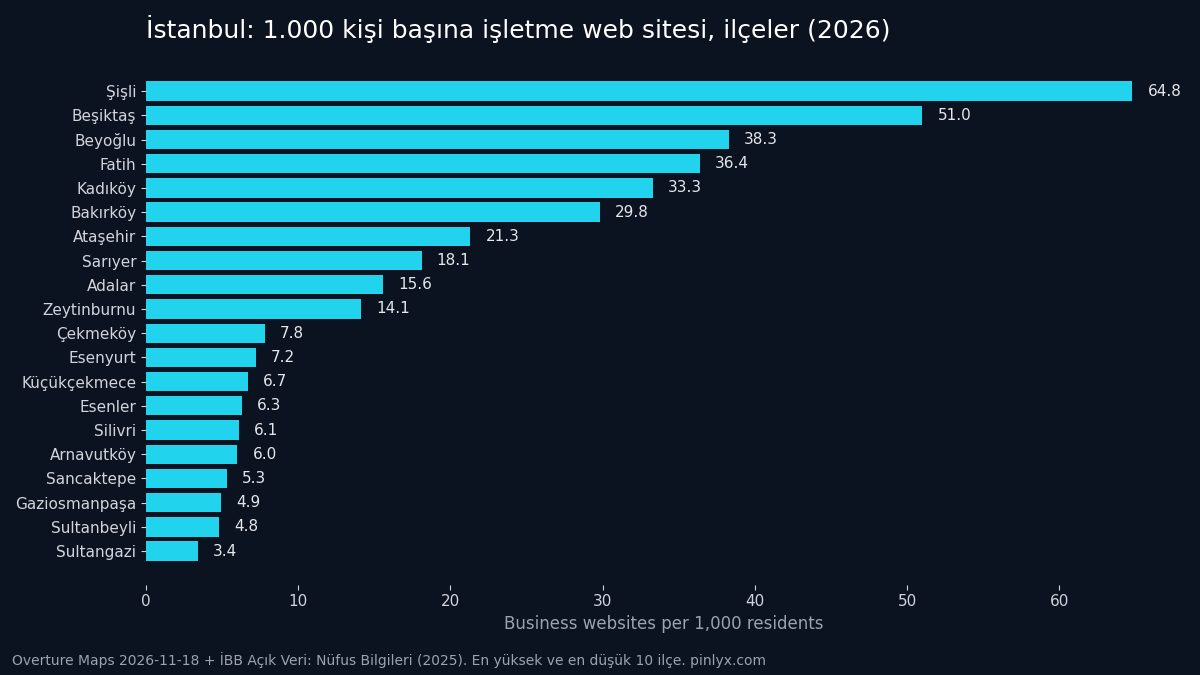 İstanbul: 1.000 kişi başına işletme web sitesi, ilçeler (2026)
Şişli 64.8
Beşiktaş 51.0
Beyoğlu 38.3
Fatih 36.4
Kadıköy 33.3
Bakırköy 29.8
Ataşehir 21.3
Sarıyer 18.1
Adalar 15.6
Zeytinburnu 14.1
Çekmeköy 7.8
Esenyurt 7.2
Küçükçekmece 6.7
Esenler 6.3
Silivri 6.1
Arnavutköy 6.0
Sancaktepe 5.3
Gaziosmanpaşa 4.9
Sultanbeyli 4.8
Sultangazi 3.4
0 10 20 30 40 50 60
Business websites per 1,000 residents
Overture Maps 2026-11-18 + İBB Açık Veri: Nüfus Bilgileri (2025). En yüksek ve en düşük 10 ilçe. pinlyx.com